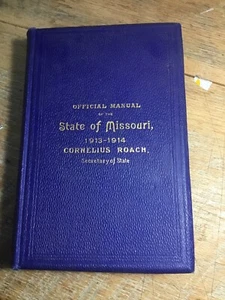 OFFICIAL MANUAL
OF THE
State of Missouri,
1913-1914
CORNELIUS ROACH,
Secretary of State